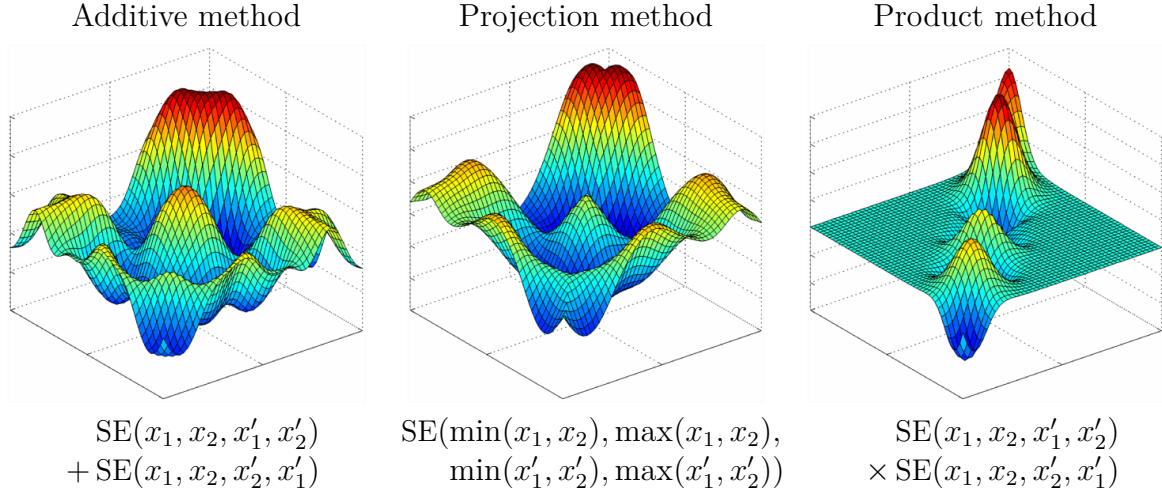 Additive method
Projection method
Product method
SE(x₁, x₂, x′₁, x′₂)
+ SE(x₁, x₂, x′₂, x′₁)
SE(min(x₁, x₂), max(x₁, x₂),
min(x′₁, x′₂), max(x′₁, x′₂))
SE(x₁, x₂, x′₁, x′₂)
× SE(x₁, x₂, x′₂, x′₁)